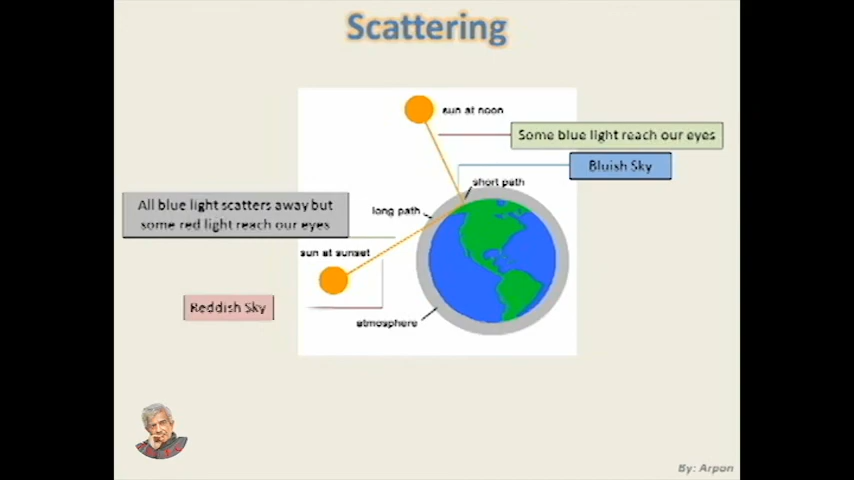 Scattering
sun at noon
Some blue light reach our eyes
Bluish Sky
short path
All blue light scatters away but
some red light reach our eyes
long path
sun at sunset
Reddish Sky
atmosphere
By: Arpon